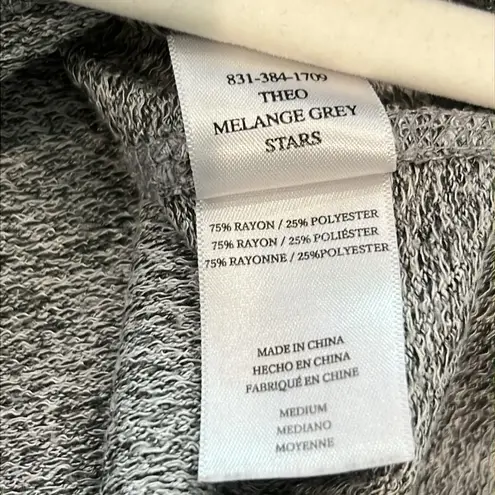 831-384-1709
THEO
MELANGE GREY
STARS
75% RAYON / 25% POLYESTER
75% RAYON / 25% POLIÉSTER
75% RAYONNE / 25%POLYESTER
MADE IN CHINA
HECHO EN CHINA
FABRIQUÉ EN CHINE
MEDIUM
MEDIANO
MOYENNE